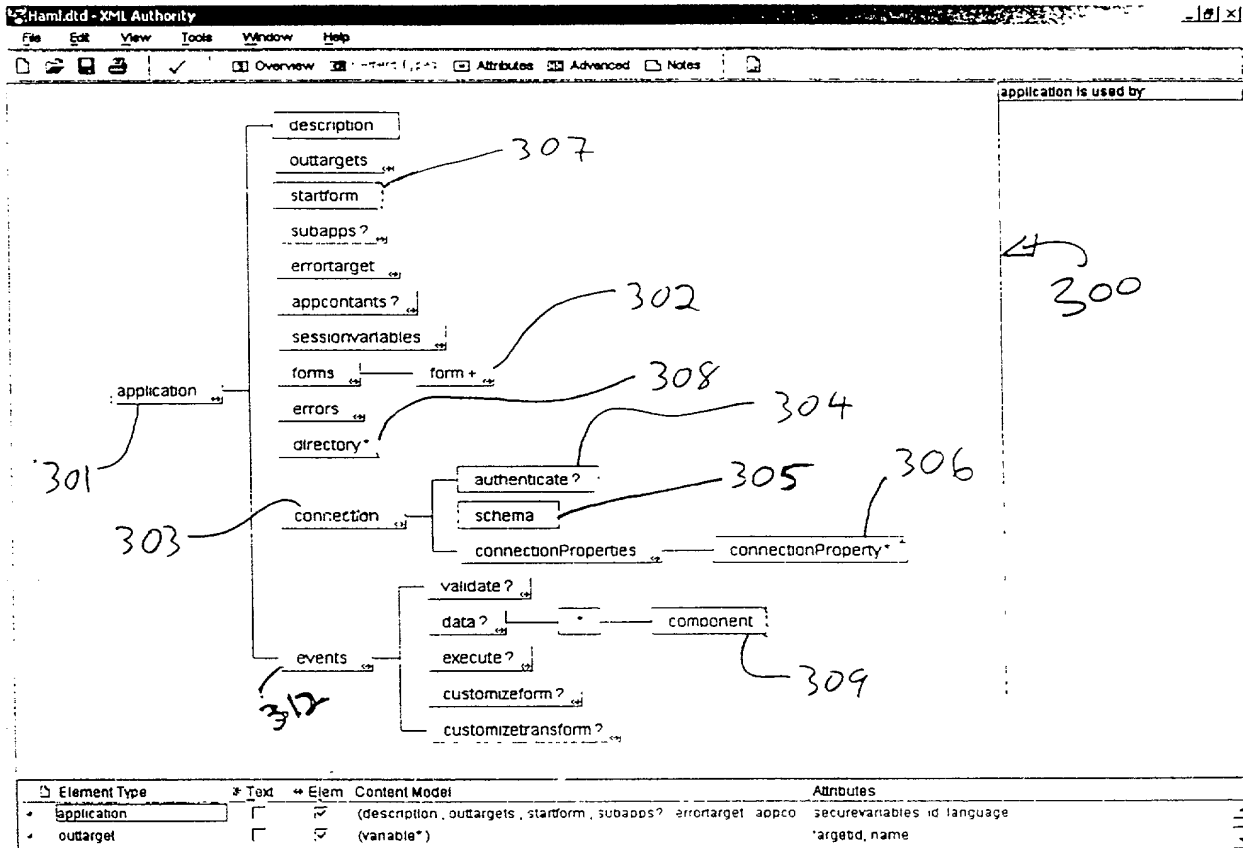 Haml.dtd - XML Authority
File Edit View Tools Window Help
Overview Attributes Advanced Notes
application is used by
description
307
outtargets
startform
subapps?
errortarget
300
appcontants?
302
sessionvariables
forms form +
308
application
errors
304
directory*
301
authenticate?
306
305
connection
schema
303
connectionProperties connectionProperty*
validate?
data? * component
events
execute?
309
312
customizeform?
customizetransform?
Element Type Text Elem Content Model Attributes
application (description, outtargets, startform, subapps? errortarget appco securevariables id language
outtarget (variable*) targetid, name